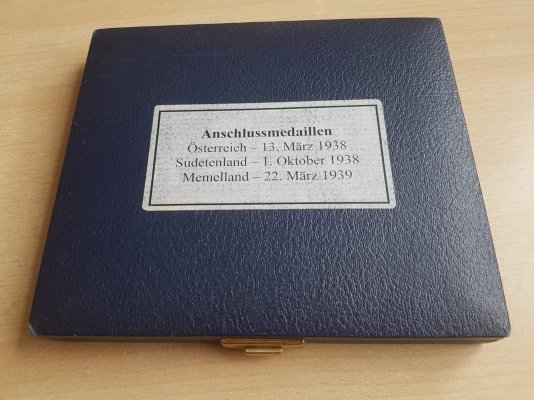 Anschlussmedaillen
Österreich – 13. März 1938
Sudetenland – 1. Oktober 1938
Memelland – 22. März 1939